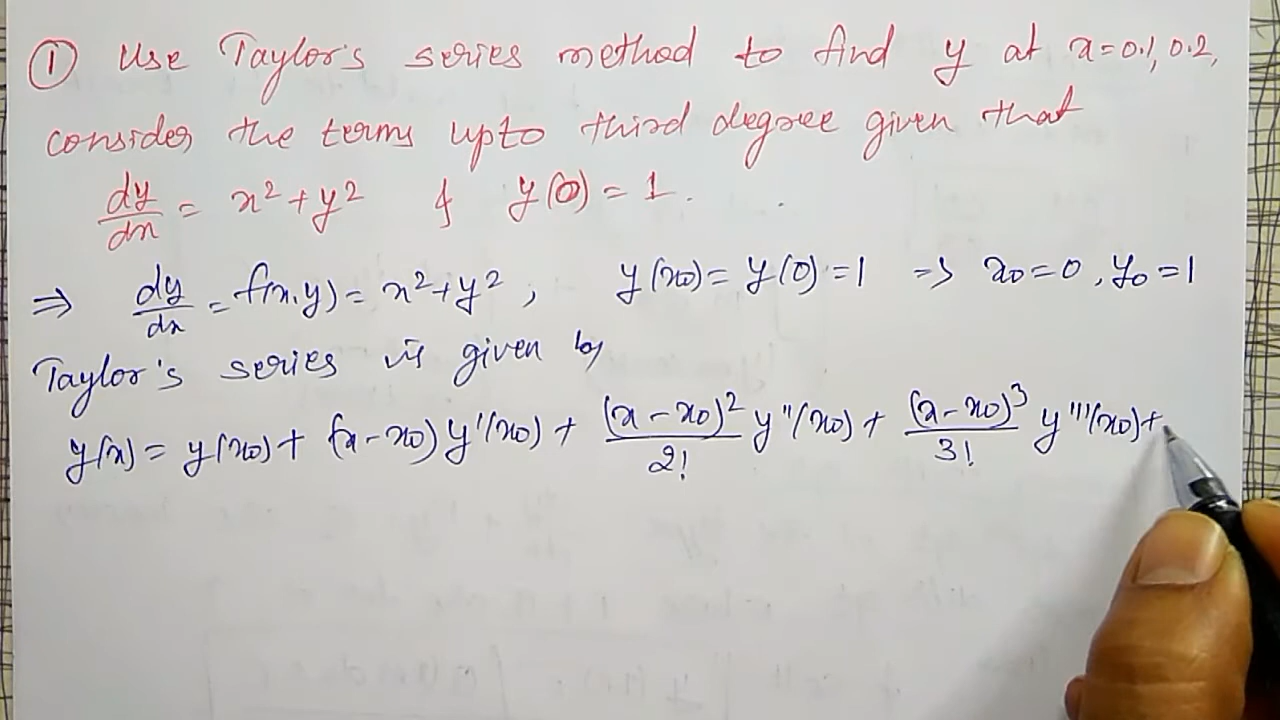 ① Use Taylor's series method to find y at x=0.1, 0.2,
consider the terms upto third degree given that
dy/dx = x² + y² & y(0) = 1.
⇒ dy/dx = f(x,y) = x² + y², y(x₀) = y(0) = 1 ⇒ x₀ = 0, y₀ = 1
Taylor's series is given by
y(x) = y(x₀) + (x - x₀) y'(x₀) + (x - x₀)²/2! y''(x₀) + (x - x₀)³/3! y'''(x₀) +